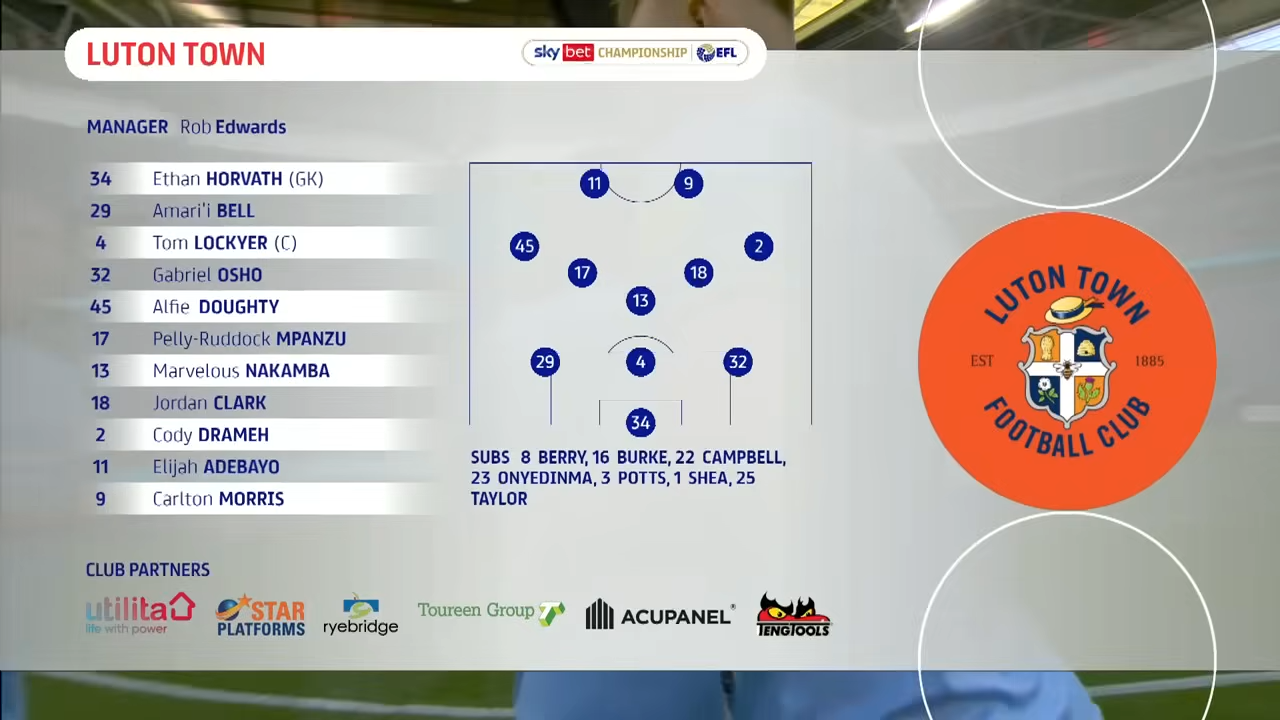 LUTON TOWN
sky bet CHAMPIONSHIP EFL
MANAGER Rob Edwards
34 Ethan HORVATH (GK)
29 Amari'i BELL
4 Tom LOCKYER (C)
32 Gabriel OSHO
45 Alfie DOUGHTY
17 Pelly-Ruddock MPANZU
13 Marvelous NAKAMBA
18 Jordan CLARK
2 Cody DRAMEH
11 Elijah ADEBAYO
9 Carlton MORRIS
11 9
45 2
17 18
13
29 4 32
34
SUBS 8 BERRY, 16 BURKE, 22 CAMPBELL,
23 ONYEDINMA, 3 POTTS, 1 SHEA, 25
TAYLOR
LUTON TOWN
EST 1885
FOOTBALL CLUB
CLUB PARTNERS
utilita
life with power
STAR
PLATFORMS
ryebridge
Toureen Group
ACUPANEL®
TENGTOOLS